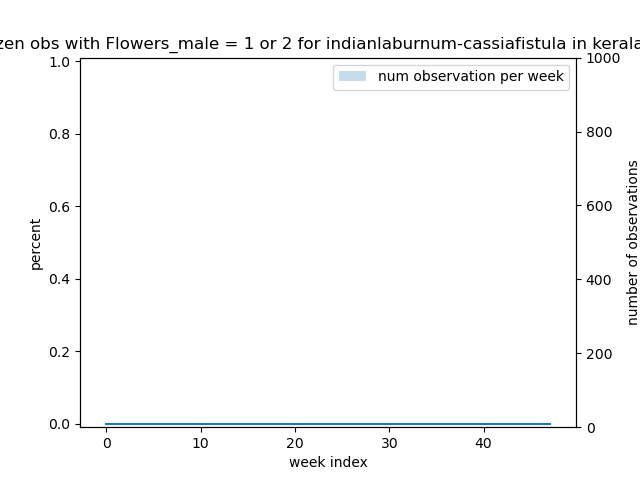 obs with Flowers_male = 1 or 2 for indianlaburnum-cassiafistula in kerala
num observation per week
1.0
0.8
0.6
0.4
0.2
0.0
percent
1000
800
600
400
200
0
number of observations
0 10 20 30 40
week index